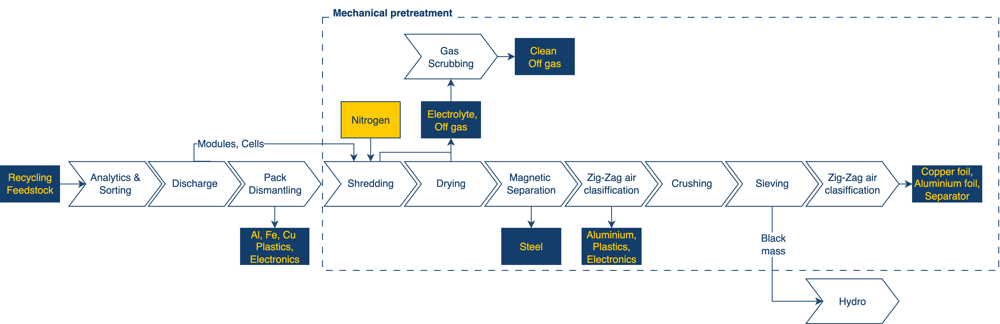 Mechanical pretreatment
Gas
Scrubbing
Clean
Off gas
Nitrogen
Electrolyte,
Off gas
Modules, Cells
Recycling
Feedstock
Analytics &
Sorting
Discharge
Pack
Dismantling
Shredding
Drying
Magnetic
Separation
Zig-Zag air
clasiffication
Crushing
Sieving
Zig-Zag air
clasiffication
Copper foil,
Aluminium foil,
Separator
Al, Fe, Cu
Plastics,
Electronics
Steel
Aluminium,
Plastics,
Electronics
Black
mass
Hydro